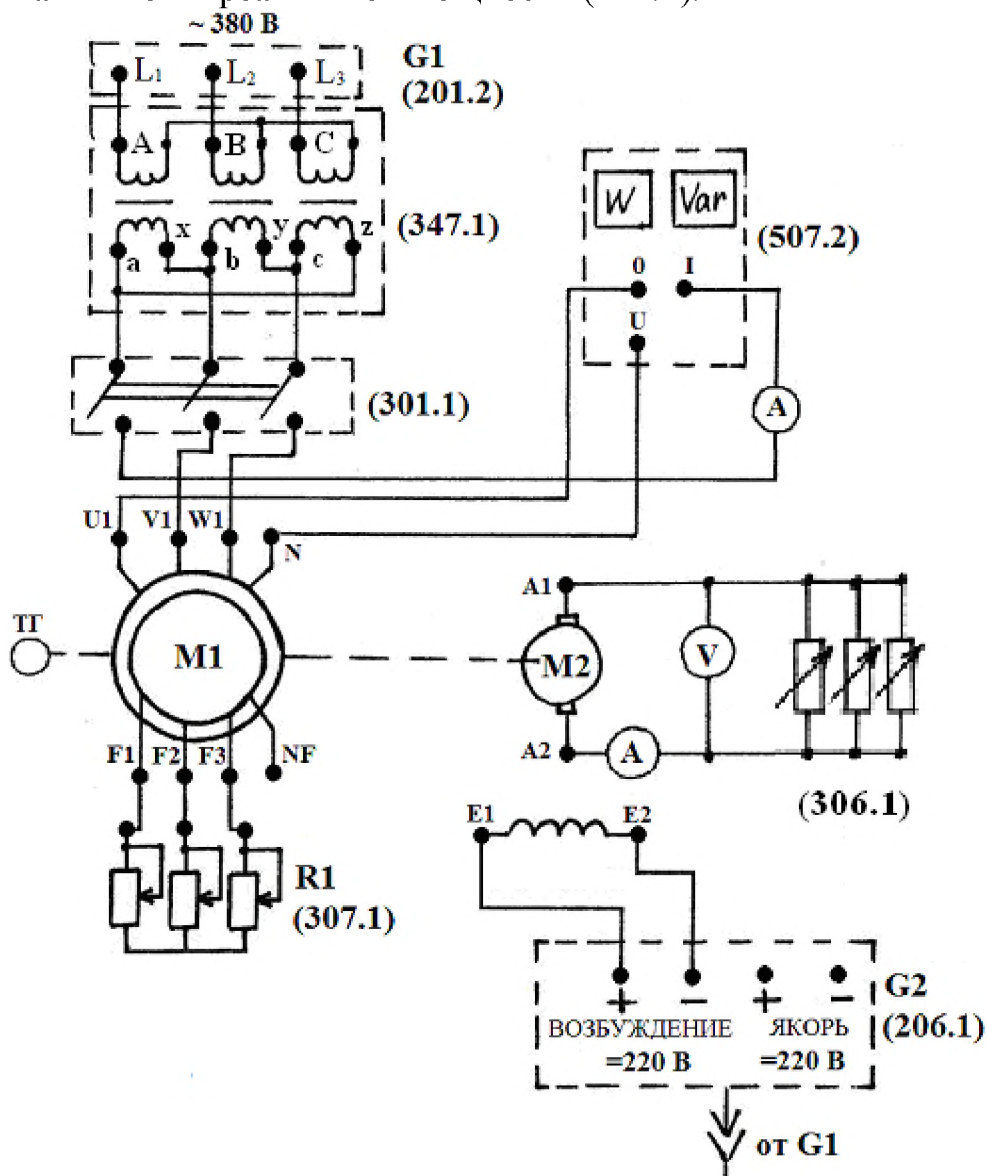 ~ 380 В
G1
(201.2)
L1 L2 L3
A B C
x y z
a b c
(347.1)
W Var
(507.2)
0 I
U
(301.1)
A
U1 V1 W1 N
ТГ
M1
A1
M2
V
A2
A
F1 F2 F3 NF
(306.1)
E1 E2
R1
(307.1)
+ − + −
G2
(206.1)
ВОЗБУЖДЕНИЕ ЯКОРЬ
=220 В =220 В
от G1